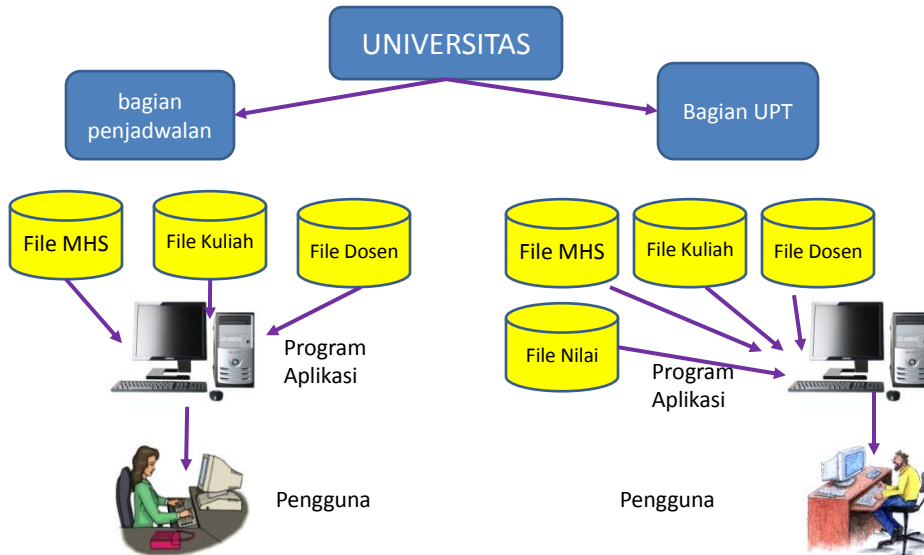 UNIVERSITAS
bagian
penjadwalan
Bagian UPT
File MHS
File Kuliah
File Dosen
File MHS
File Kuliah
File Dosen
File Nilai
Program
Aplikasi
Program
Aplikasi
Pengguna
Pengguna